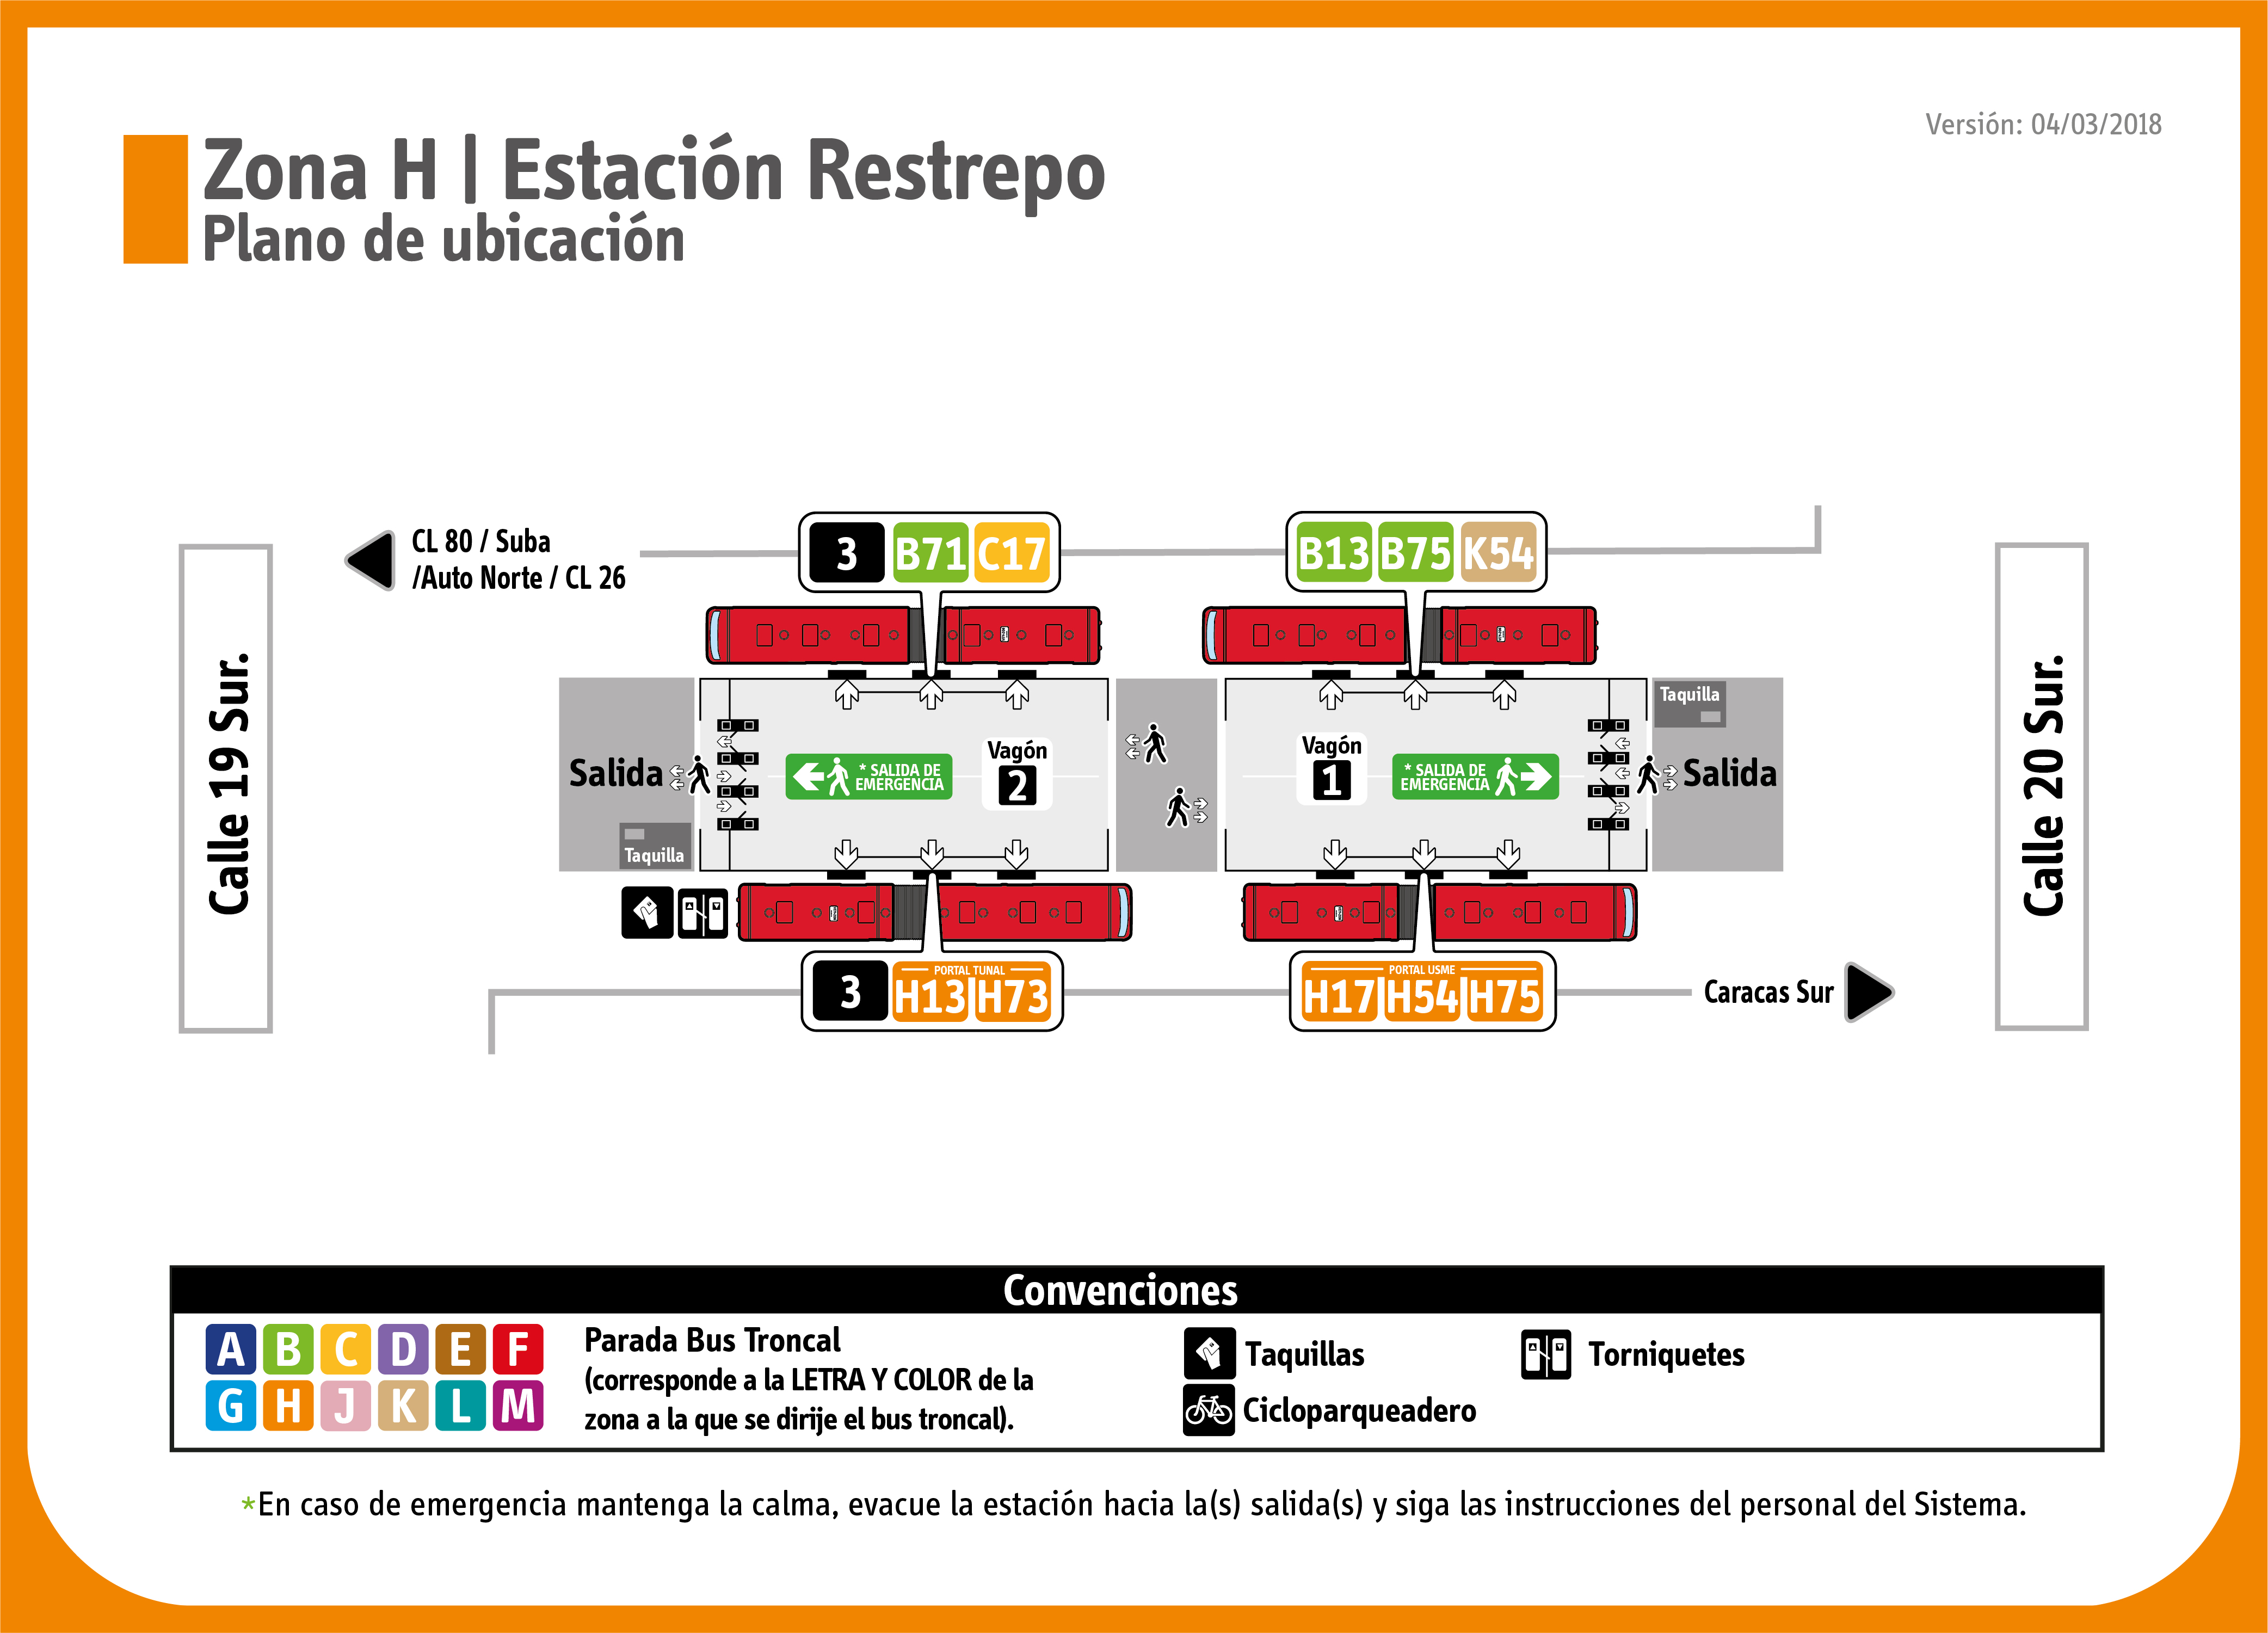 Versión: 04/03/2018
Zona H | Estación Restrepo
Plano de ubicación
CL 80 / Suba
/Auto Norte / CL 26
3 B71 C17
B13 B75 K54
Calle 19 Sur.
Calle 20 Sur.
Salida
Taquilla
* SALIDA DE
EMERGENCIA
Vagón
2
Vagón
1
* SALIDA DE
EMERGENCIA
Taquilla
Salida
PORTAL TUNAL
3 H13|H73
PORTAL USME
H17|H54|H75
Caracas Sur
Convenciones
A B C D E F
G H J K L M
Parada Bus Troncal
(corresponde a la LETRA Y COLOR de la
zona a la que se dirije el bus troncal).
Taquillas
Torniquetes
Cicloparqueadero
*En caso de emergencia mantenga la calma, evacue la estación hacia la(s) salida(s) y siga las instrucciones del personal del Sistema.